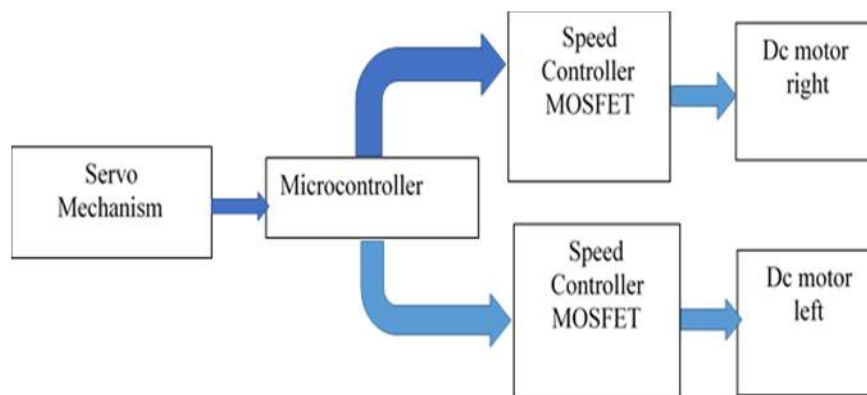 Servo
Mechanism
Microcontroller
Speed
Controller
MOSFET
Dc motor
right
Speed
Controller
MOSFET
Dc motor
left